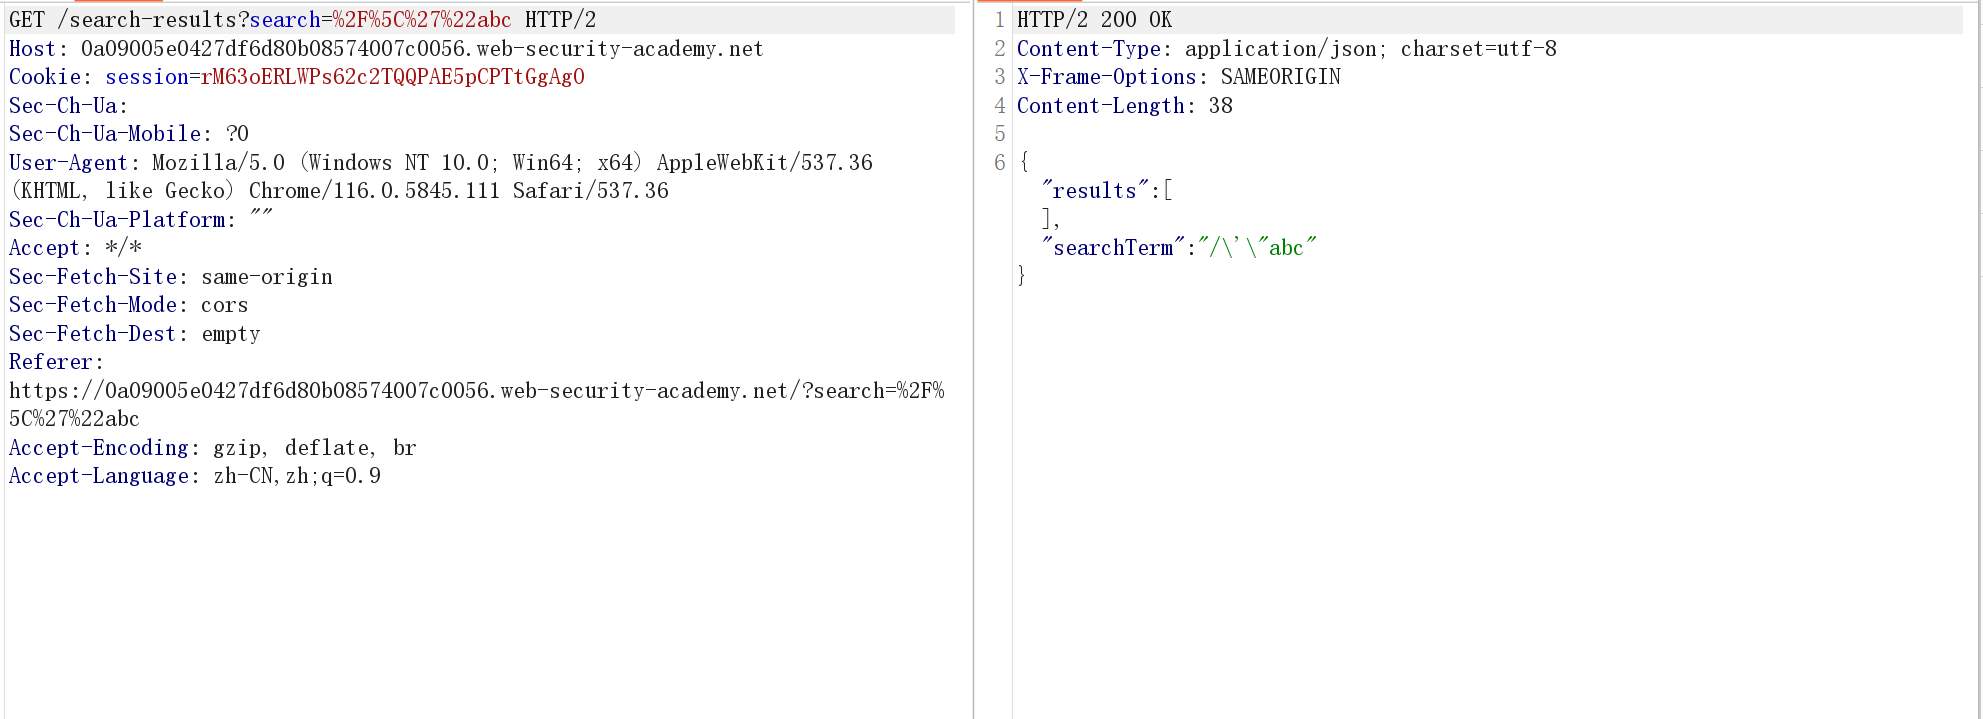 GET /search-results?search=%2F%5C%27%22abc HTTP/2
Host: 0a09005e0427df6d80b08574007c0056.web-security-academy.net
Cookie: session=rM63oERLWPs62c2TQQPAE5pCPTtGgAgO
Sec-Ch-Ua:
Sec-Ch-Ua-Mobile: ?0
User-Agent: Mozilla/5.0 (Windows NT 10.0; Win64; x64) AppleWebKit/537.36
(KHTML, like Gecko) Chrome/116.0.5845.111 Safari/537.36
Sec-Ch-Ua-Platform: ""
Accept: */*
Sec-Fetch-Site: same-origin
Sec-Fetch-Mode: cors
Sec-Fetch-Dest: empty
Referer:
https://0a09005e0427df6d80b08574007c0056.web-security-academy.net/?search=%2F%
5C%27%22abc
Accept-Encoding: gzip, deflate, br
Accept-Language: zh-CN,zh;q=0.9
1 HTTP/2 200 OK
2 Content-Type: application/json; charset=utf-8
3 X-Frame-Options: SAMEORIGIN
4 Content-Length: 38
5
6 {
"results":[
],
"searchTerm":"/\'\"abc"
}